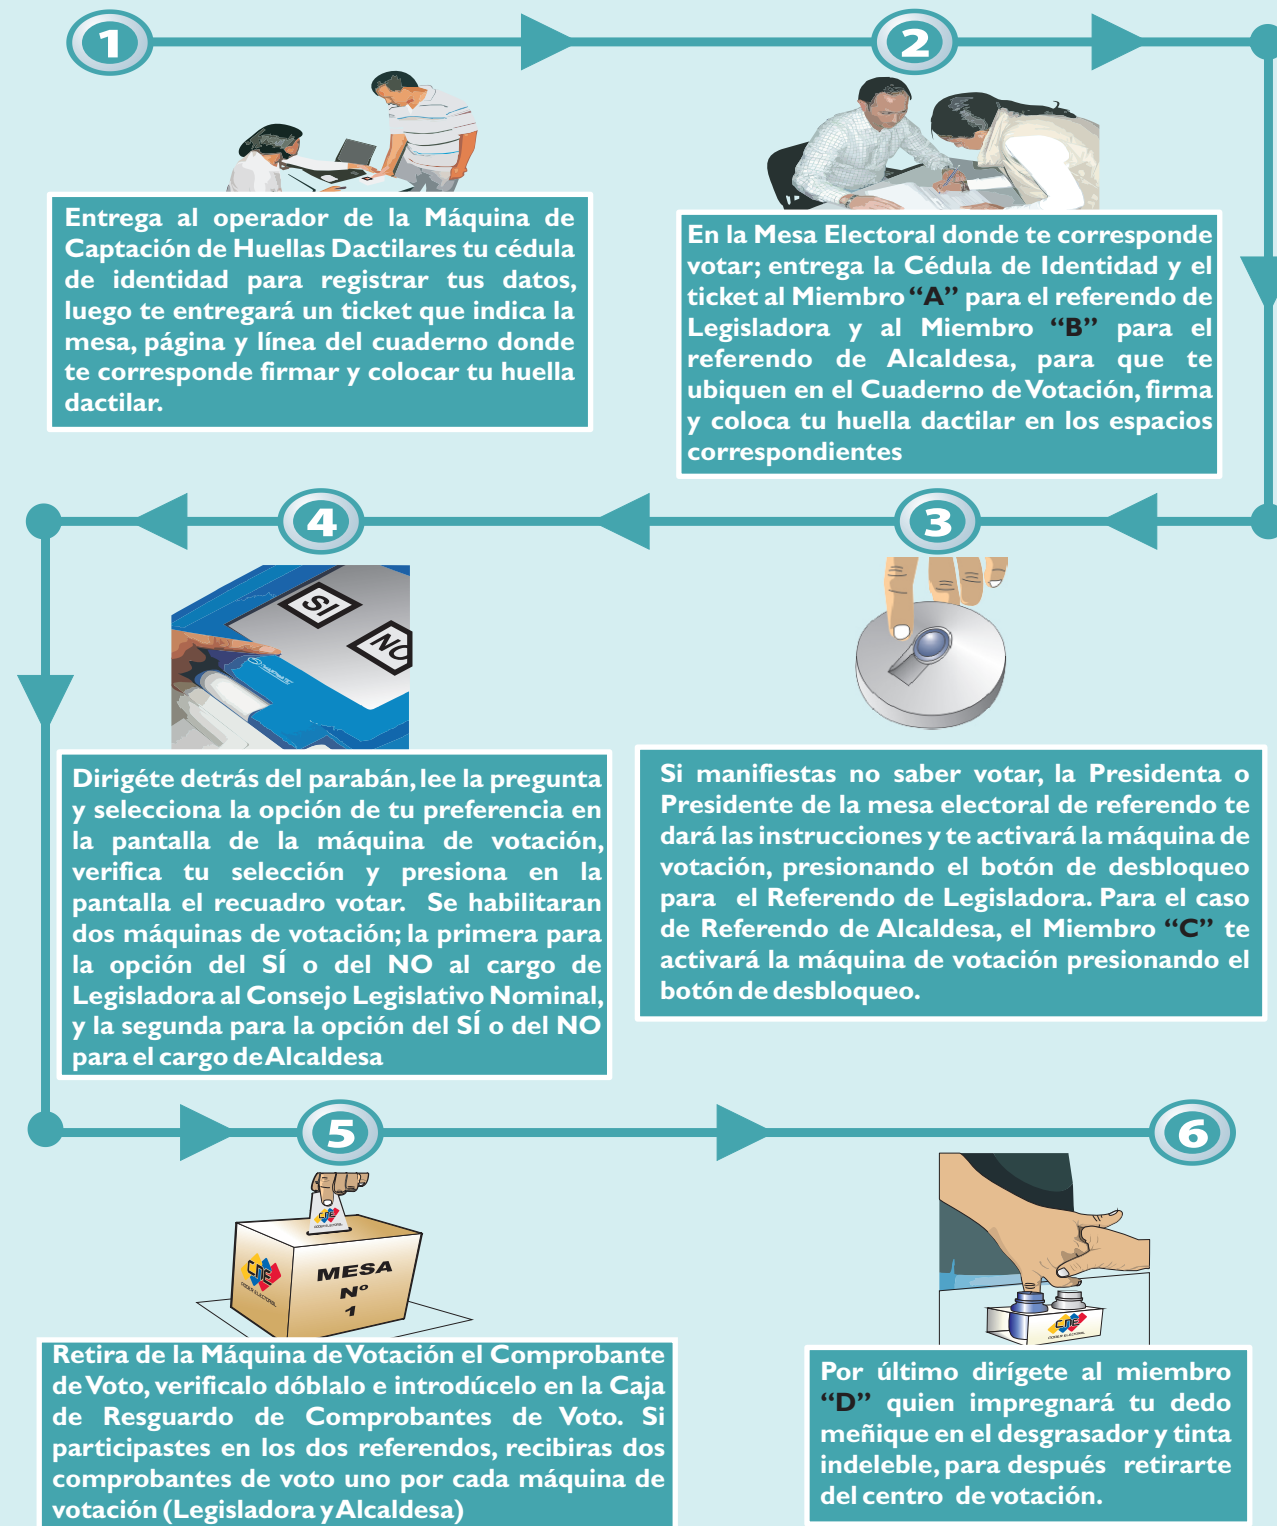 1
2
Entrega al operador de la Máquina de
Captación de Huellas Dactilares tu cédula
de identidad para registrar tus datos,
luego te entregará un ticket que indica la
mesa, página y línea del cuaderno donde
te corresponde firmar y colocar tu huella
dactilar.
En la Mesa Electoral donde te corresponde
votar; entrega la Cédula de Identidad y el
ticket al Miembro “A” para el referendo de
Legisladora y al Miembro “B” para el
referendo de Alcaldesa, para que te
ubiquen en el Cuaderno de Votación, firma
y coloca tu huella dactilar en los espacios
correspondientes
3
Si manifiestas no saber votar, la Presidenta o
Presidente de la mesa electoral de referendo te
dará las instrucciones y te activará la máquina de
votación, presionando el botón de desbloqueo
para el Referendo de Legisladora. Para el caso
de Referendo de Alcaldesa, el Miembro “C” te
activará la máquina de votación presionando el
botón de desbloqueo.
4
SI
NO
Dirigéte detrás del parabán, lee la pregunta
y selecciona la opción de tu preferencia en
la pantalla de la máquina de votación,
verifica tu selección y presiona en la
pantalla el recuadro votar. Se habilitaran
dos máquinas de votación; la primera para
la opción del SÍ o del NO al cargo de
Legisladora al Consejo Legislativo Nominal,
y la segunda para la opción del SÍ o del NO
para el cargo de Alcaldesa
5
CNE
PODER ELECTORAL
CNE
PODER ELECTORAL
MESA
Nº
1
Retira de la Máquina de Votación el Comprobante
de Voto, verificalo dóblalo e introdúcelo en la Caja
de Resguardo de Comprobantes de Voto. Si
participastes en los dos referendos, recibiras dos
comprobantes de voto uno por cada máquina de
votación (Legisladora y Alcaldesa)
6
CNE
PODER ELECTORAL
Por último dirígete al miembro
“D” quien impregnará tu dedo
meñique en el desgrasador y tinta
indeleble, para después retirarte
del centro de votación.